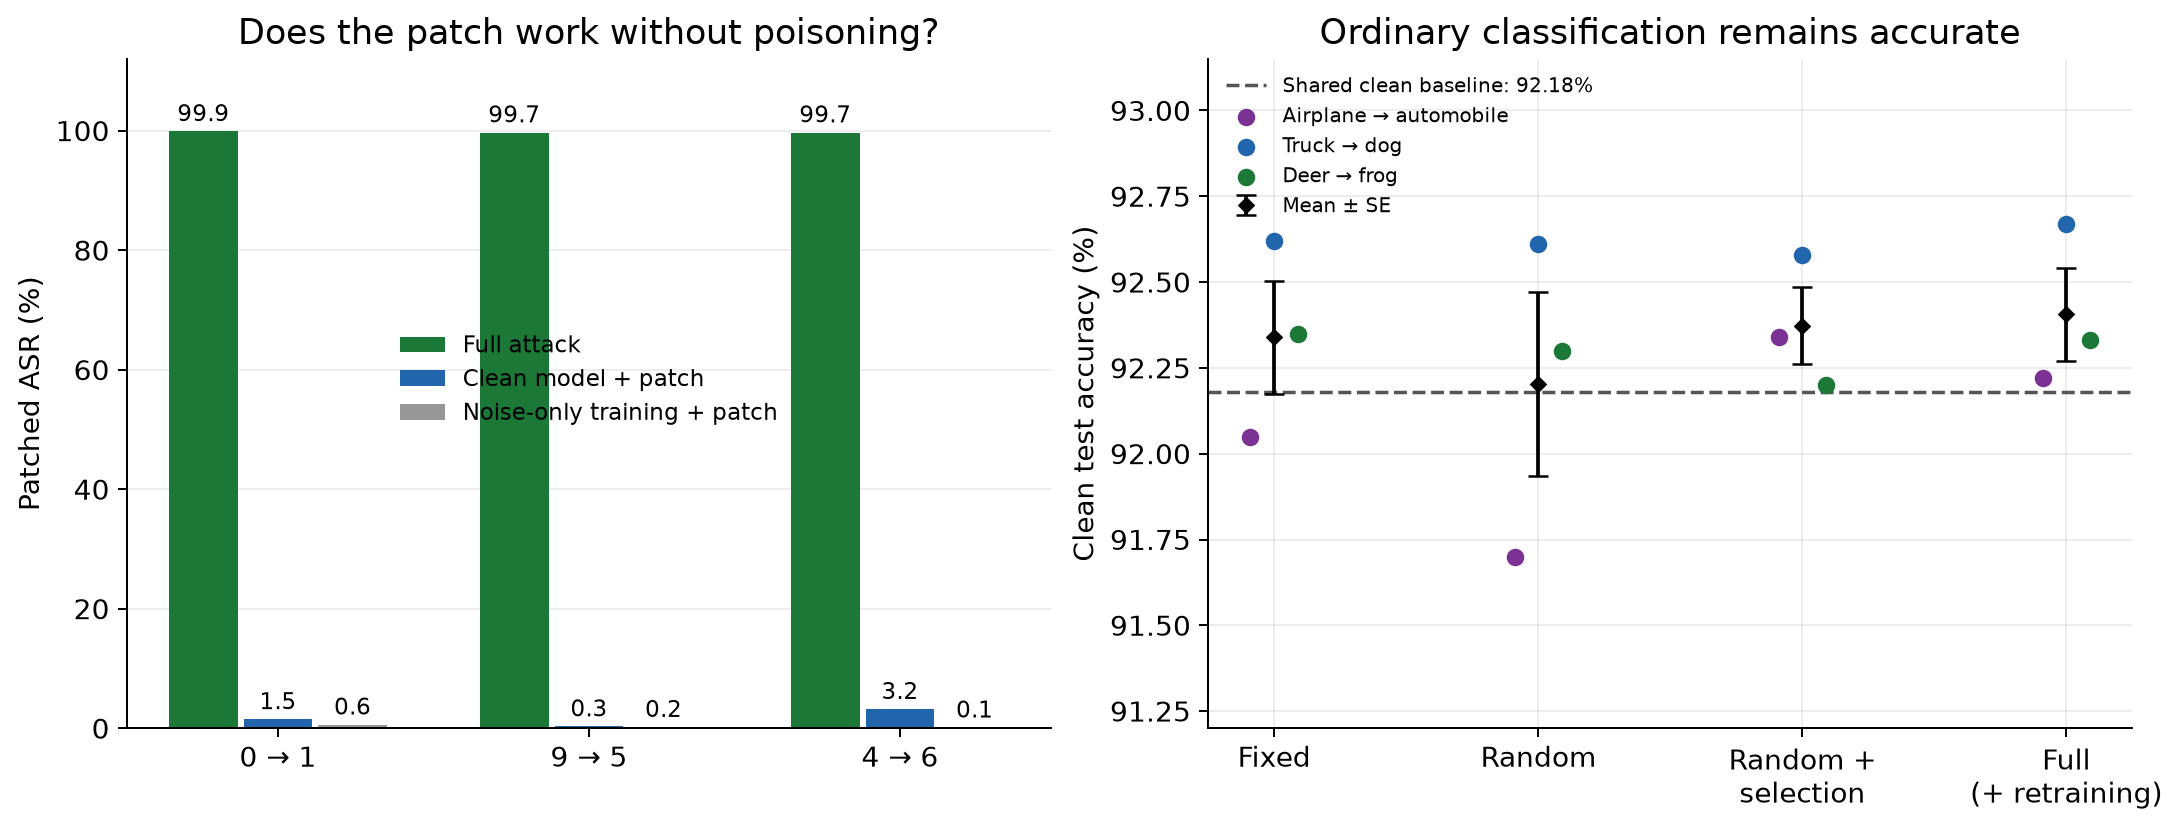 Does the patch work without poisoning?
Patched ASR (%)
100
80
60
40
20
0
99.9
1.5
0.6
99.7
0.3
0.2
99.7
3.2
0.1
Full attack
Clean model + patch
Noise-only training + patch
0 → 1
9 → 5
4 → 6
Ordinary classification remains accurate
Clean test accuracy (%)
93.00
92.75
92.50
92.25
92.00
91.75
91.50
91.25
Shared clean baseline: 92.18%
Airplane → automobile
Truck → dog
Deer → frog
Mean ± SE
Fixed
Random
Random +
selection
Full
(+ retraining)